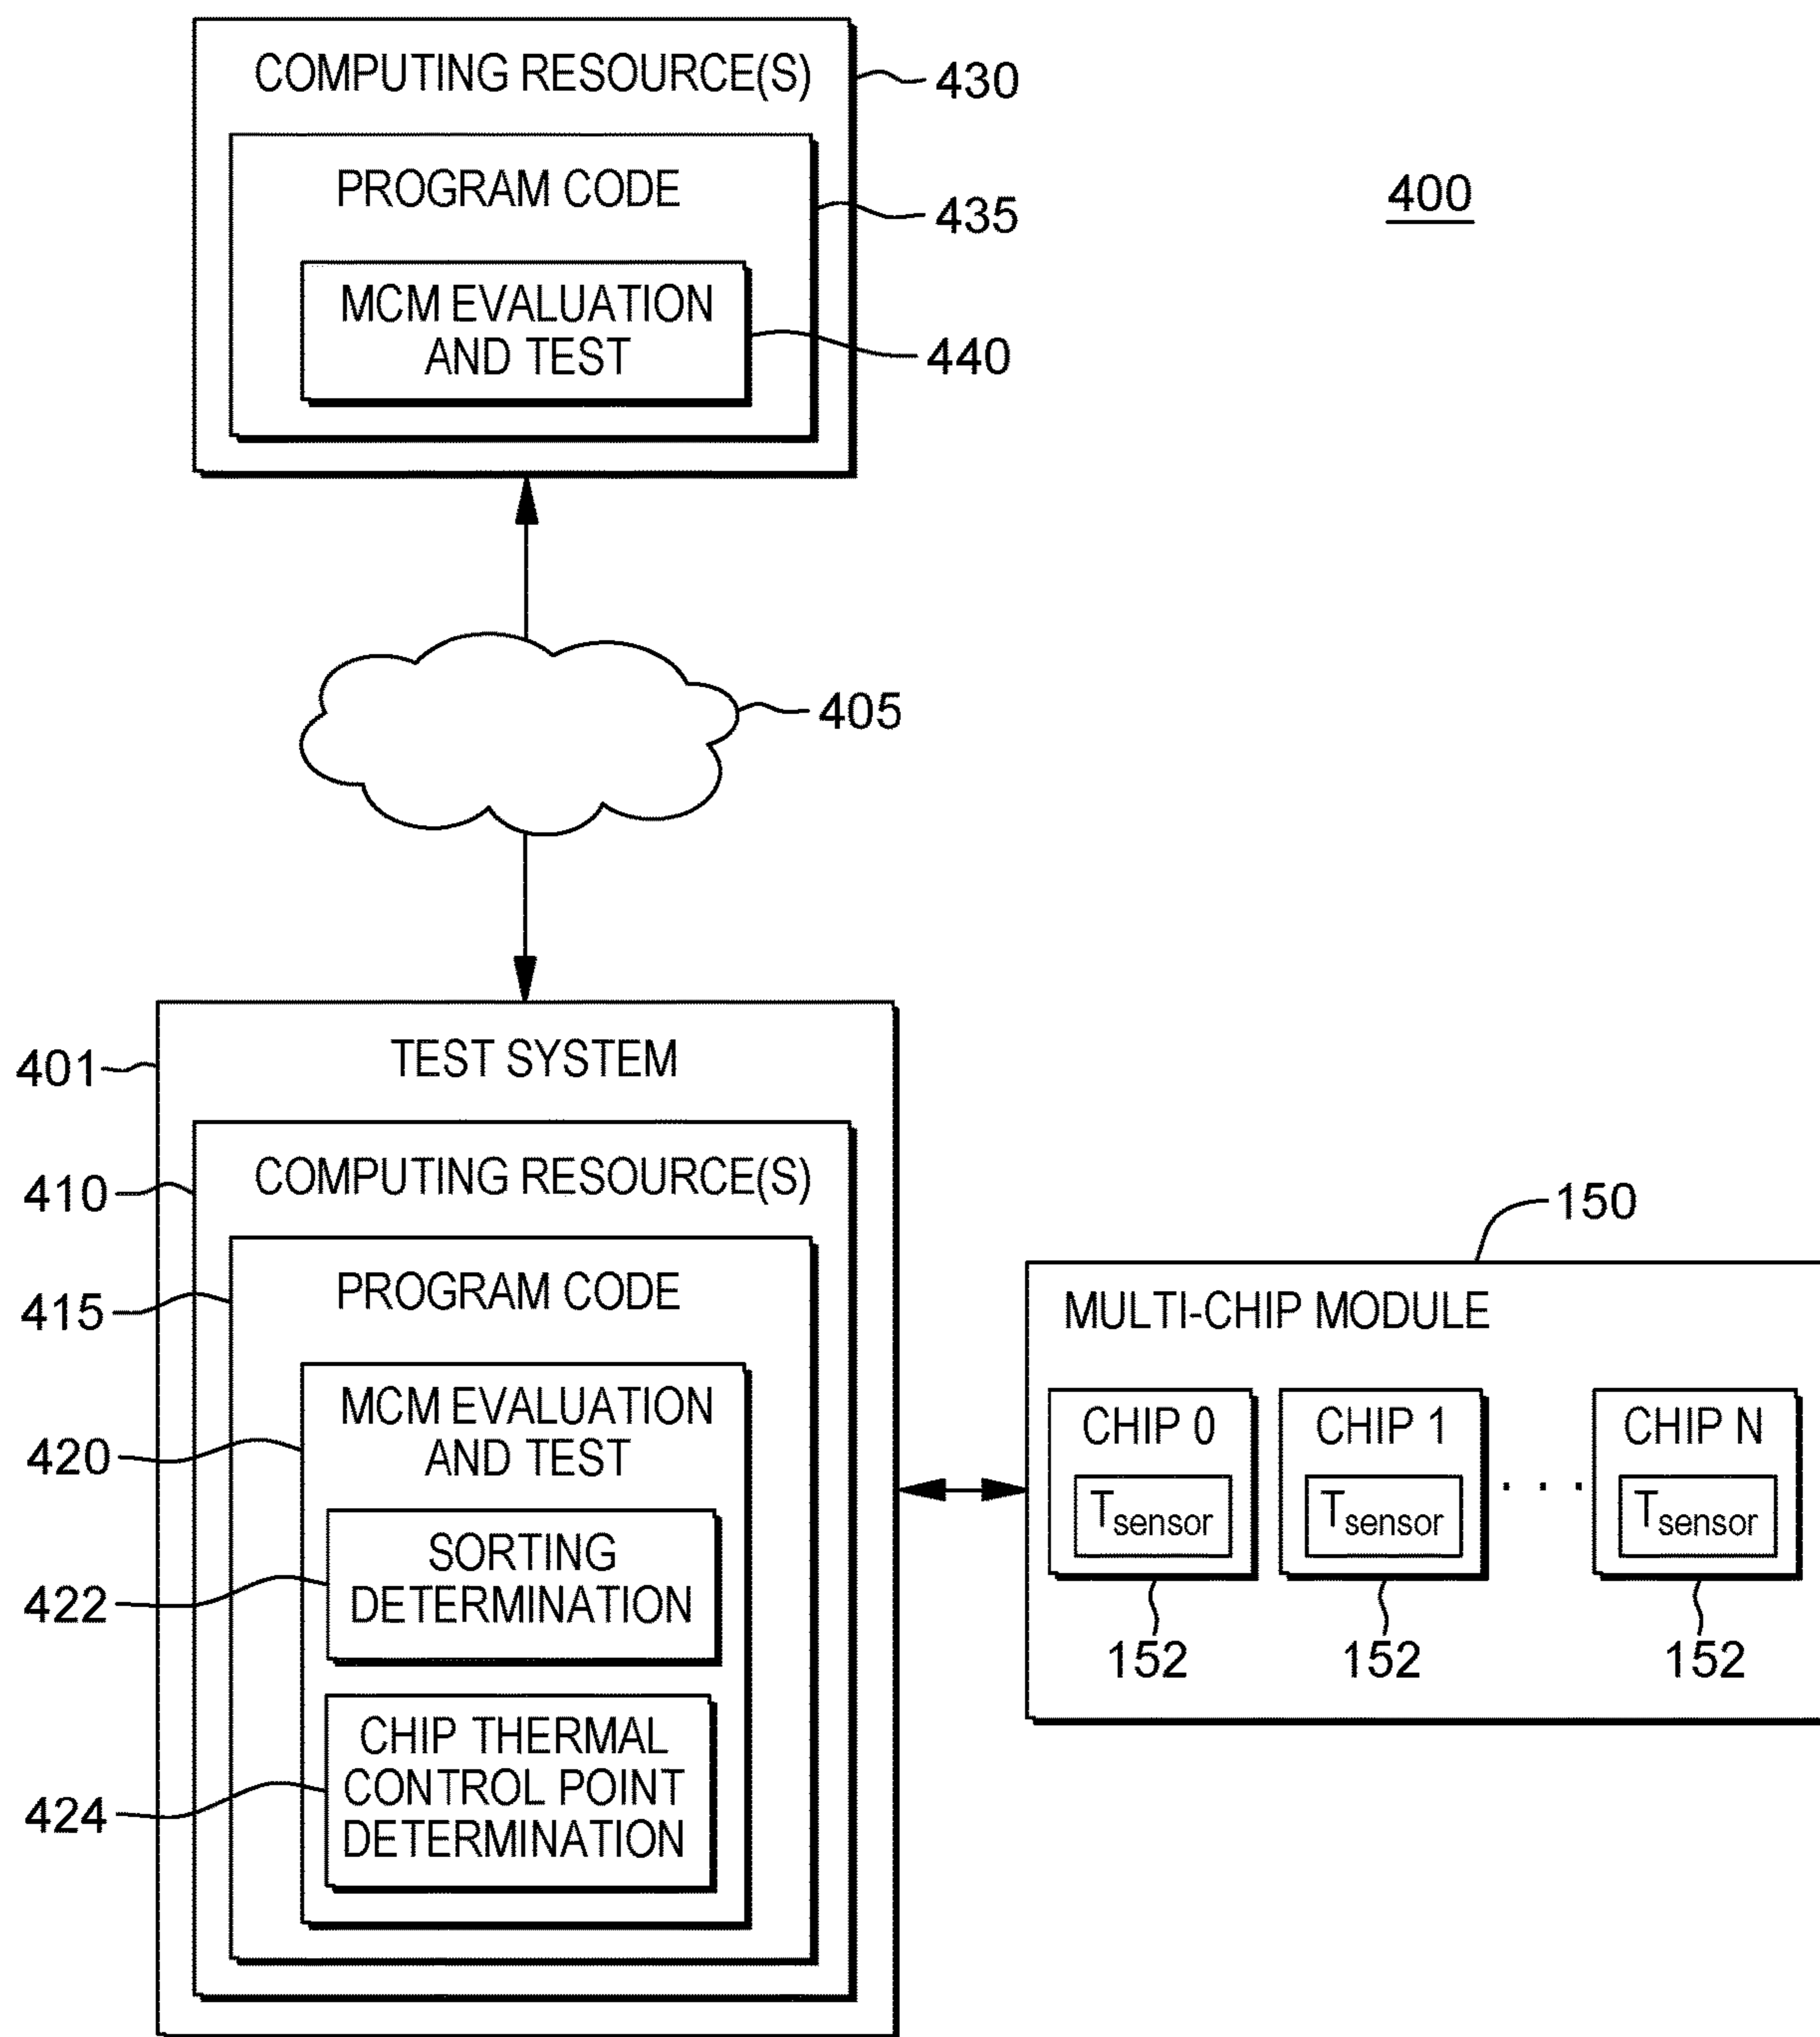 COMPUTING RESOURCE(S)
430
PROGRAM CODE
435
400
MCM EVALUATION
AND TEST
440
405
TEST SYSTEM
401
COMPUTING RESOURCE(S)
410
PROGRAM CODE
415
MCM EVALUATION
AND TEST
420
SORTING
DETERMINATION
422
CHIP THERMAL
CONTROL POINT
DETERMINATION
424
150
MULTI-CHIP MODULE
CHIP 0
Tsensor
152
CHIP 1
Tsensor
152
. . .
CHIP N
Tsensor
152